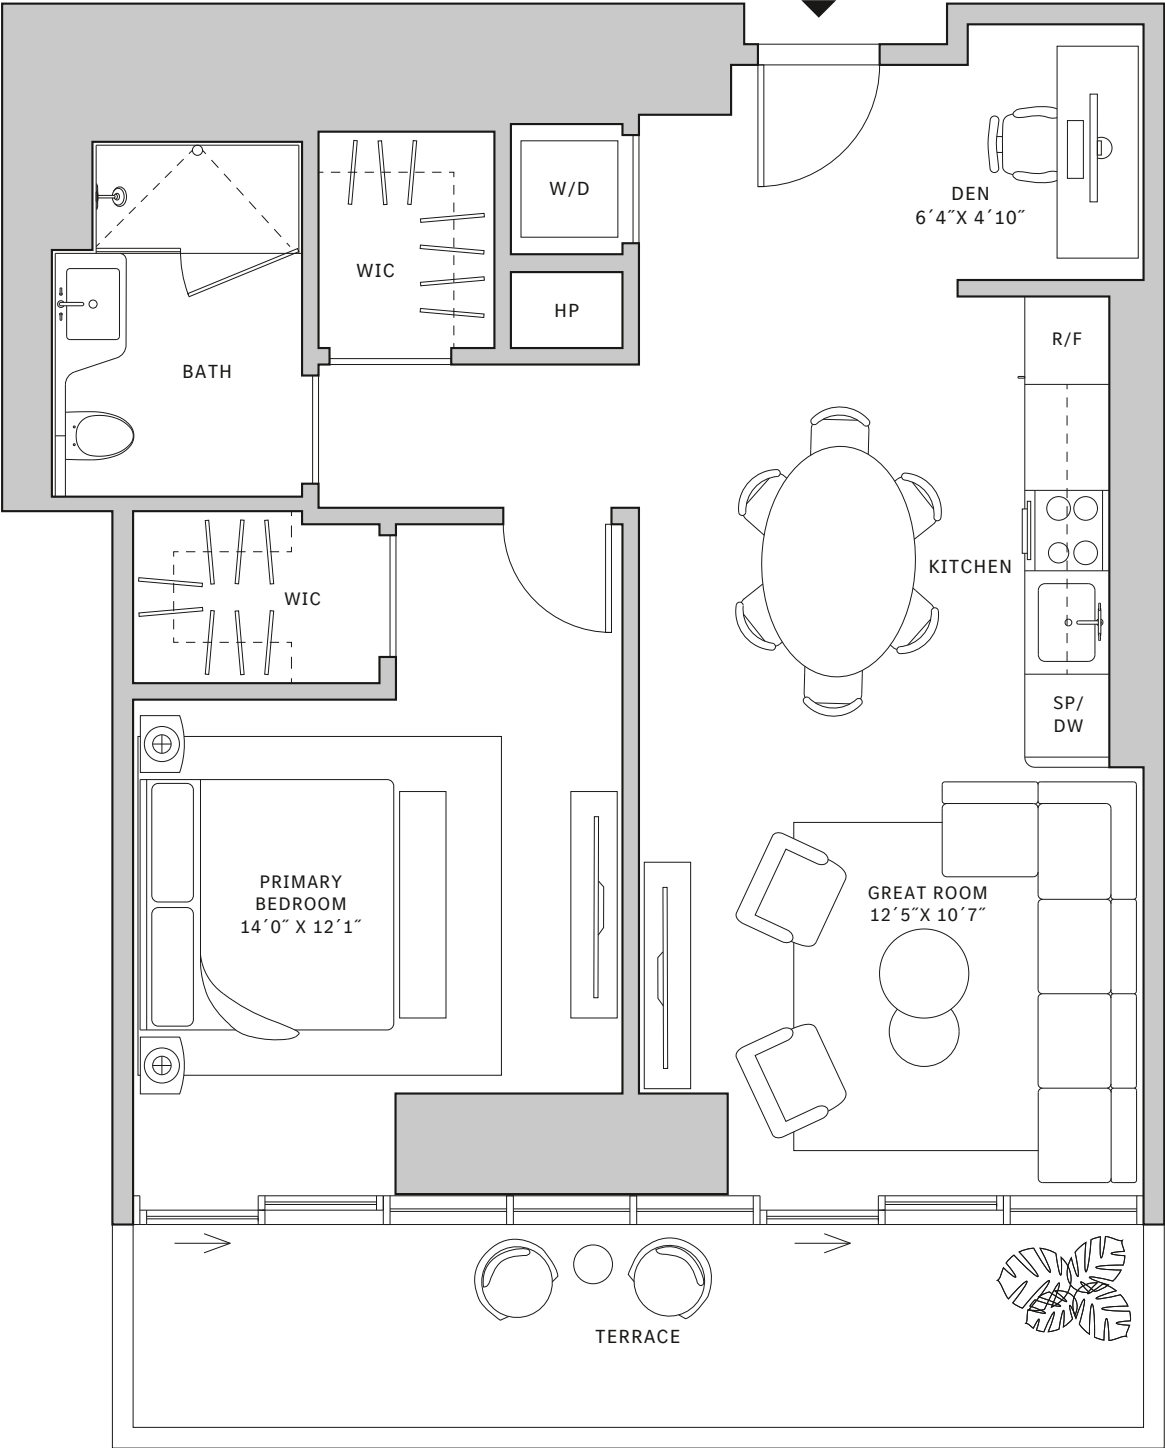 W/D
DEN
6´4˝X 4´10˝
WIC
HP
R/F
BATH
KITCHEN
WIC
SP/
DW
PRIMARY
BEDROOM
14´0˝ X 12´1˝
GREAT ROOM
12´5˝X 10´7˝
TERRACE